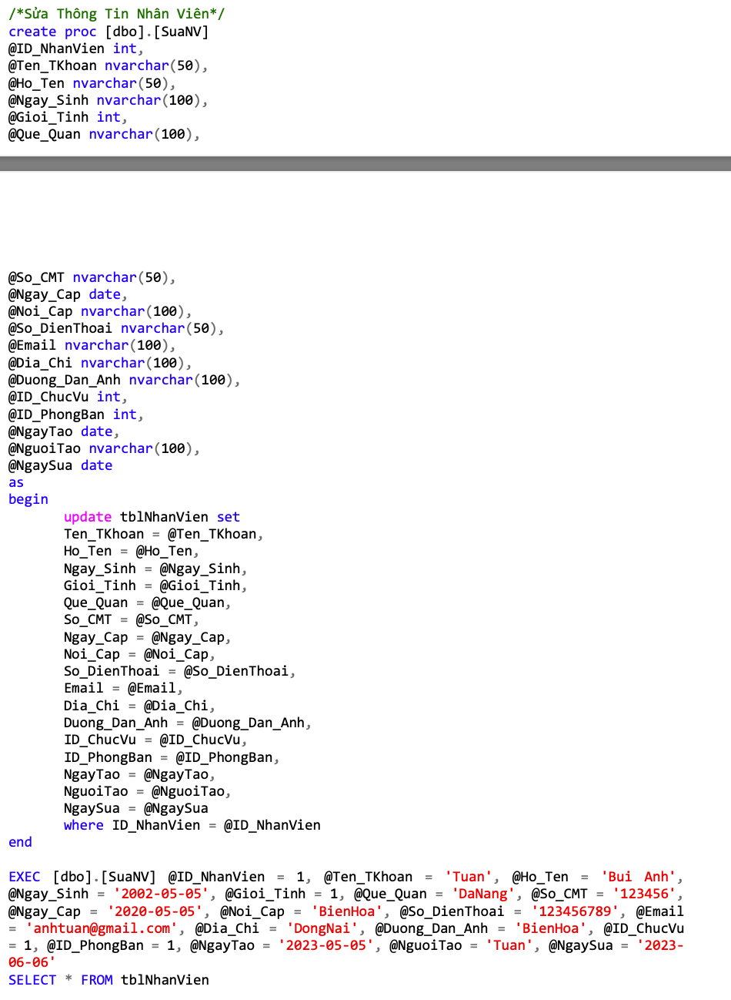 /*Sửa Thông Tin Nhân Viên*/
create proc [dbo].[SuaNV]
@ID_NhanVien int,
@Ten_TKhoan nvarchar(50),
@Ho_Ten nvarchar(50),
@Ngay_Sinh nvarchar(100),
@Gioi_Tinh int,
@Que_Quan nvarchar(100),
@So_CMT nvarchar(50),
@Ngay_Cap date,
@Noi_Cap nvarchar(100),
@So_DienThoai nvarchar(50),
@Email nvarchar(100),
@Dia_Chi nvarchar(100),
@Duong_Dan_Anh nvarchar(100),
@ID_ChucVu int,
@ID_PhongBan int,
@NgayTao date,
@NguoiTao nvarchar(100),
@NgaySua date
as
begin
update tblNhanVien set
Ten_TKhoan = @Ten_TKhoan,
Ho_Ten = @Ho_Ten,
Ngay_Sinh = @Ngay_Sinh,
Gioi_Tinh = @Gioi_Tinh,
Que_Quan = @Que_Quan,
So_CMT = @So_CMT,
Ngay_Cap = @Ngay_Cap,
Noi_Cap = @Noi_Cap,
So_DienThoai = @So_DienThoai,
Email = @Email,
Dia_Chi = @Dia_Chi,
Duong_Dan_Anh = @Duong_Dan_Anh,
ID_ChucVu = @ID_ChucVu,
ID_PhongBan = @ID_PhongBan,
NgayTao = @NgayTao,
NguoiTao = @NguoiTao,
NgaySua = @NgaySua
where ID_NhanVien = @ID_NhanVien
end
EXEC [dbo].[SuaNV] @ID_NhanVien = 1, @Ten_TKhoan = 'Tuan', @Ho_Ten = 'Bui Anh',
@Ngay_Sinh = '2002-05-05', @Gioi_Tinh = 1, @Que_Quan = 'DaNang', @So_CMT = '123456',
@Ngay_Cap = '2020-05-05', @Noi_Cap = 'BienHoa', @So_DienThoai = '123456789', @Email
= 'anhtuan@gmail.com', @Dia_Chi = 'DongNai', @Duong_Dan_Anh = 'BienHoa', @ID_ChucVu
= 1, @ID_PhongBan = 1, @NgayTao = '2023-05-05', @NguoiTao = 'Tuan', @NgaySua = '2023-
06-06'
SELECT * FROM tblNhanVien